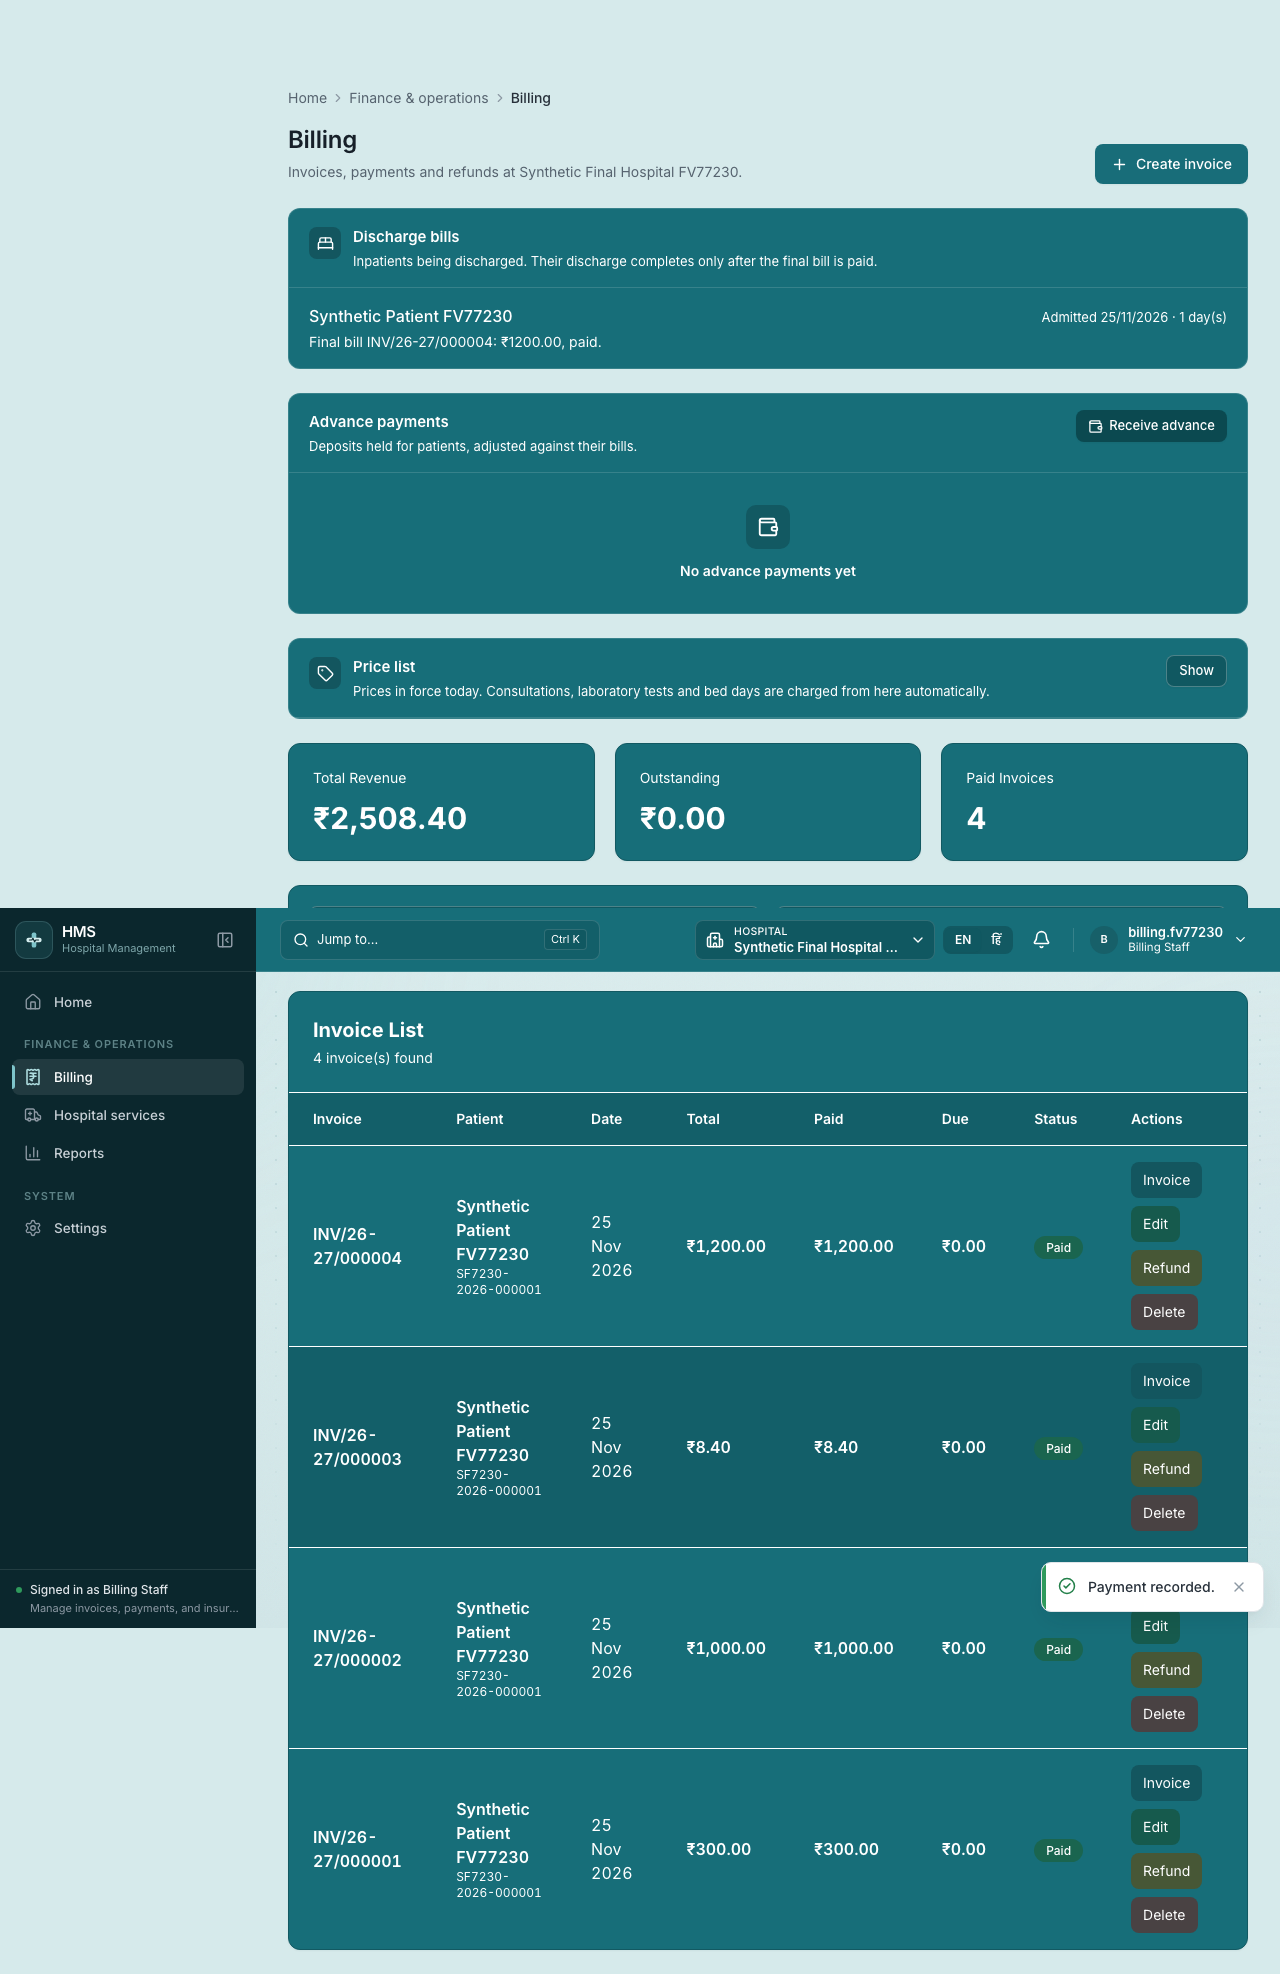 Home > Finance & operations > Billing
Billing
Invoices, payments and refunds at Synthetic Final Hospital FV77230.
Create invoice
Discharge bills
Inpatients being discharged. Their discharge completes only after the final bill is paid.
Synthetic Patient FV77230
Admitted 25/11/2026 · 1 day(s)
Final bill INV/26-27/000004: ₹1200.00, paid.
Advance payments
Deposits held for patients, adjusted against their bills.
Receive advance
No advance payments yet
Price list
Prices in force today. Consultations, laboratory tests and bed days are charged from here automatically.
Show
Total Revenue
₹2,508.40
Outstanding
₹0.00
Paid Invoices
4
HMS
Hospital Management
Jump to...
Ctrl K
HOSPITAL
Synthetic Final Hospital ...
EN
हिं
B
billing.fv77230
Billing Staff
Home
FINANCE & OPERATIONS
Billing
Hospital services
Reports
SYSTEM
Settings
Signed in as Billing Staff
Manage invoices, payments, and insur...
Invoice List
4 invoice(s) found
Invoice Patient Date Total Paid Due Status Actions
INV/26-
27/000004
Synthetic
Patient
FV77230
SF7230-
2026-000001
25
Nov
2026
₹1,200.00
₹1,200.00
₹0.00
Paid
Invoice
Edit
Refund
Delete
INV/26-
27/000003
Synthetic
Patient
FV77230
SF7230-
2026-000001
25
Nov
2026
₹8.40
₹8.40
₹0.00
Paid
Invoice
Edit
Refund
Delete
INV/26-
27/000002
Synthetic
Patient
FV77230
SF7230-
2026-000001
25
Nov
2026
₹1,000.00
₹1,000.00
₹0.00
Paid
Payment recorded.
Edit
Refund
Delete
INV/26-
27/000001
Synthetic
Patient
FV77230
SF7230-
2026-000001
25
Nov
2026
₹300.00
₹300.00
₹0.00
Paid
Invoice
Edit
Refund
Delete